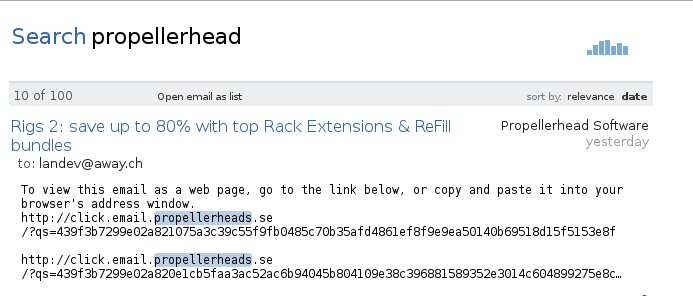 Search propellerhead
10 of 100 Open email as list sort by: relevance date
Rigs 2: save up to 80% with top Rack Extensions & ReFill
bundles
Propellerhead Software
yesterday
to: landev@away.ch
To view this email as a web page, go to the link below, or copy and paste it into your
browser's address window.
http://click.email.propellerheads.se
/?qs=439f3b7299e02a821075a3c39c55f9fb0485c70b35afd4861ef8f9e9ea50140b69518d15f5153e8f
http://click.email.propellerheads.se
/?qs=439f3b7299e02a820e1cb5faa3ac52ac6b94045b804109e38c396881589352e3014c604899275e8c…